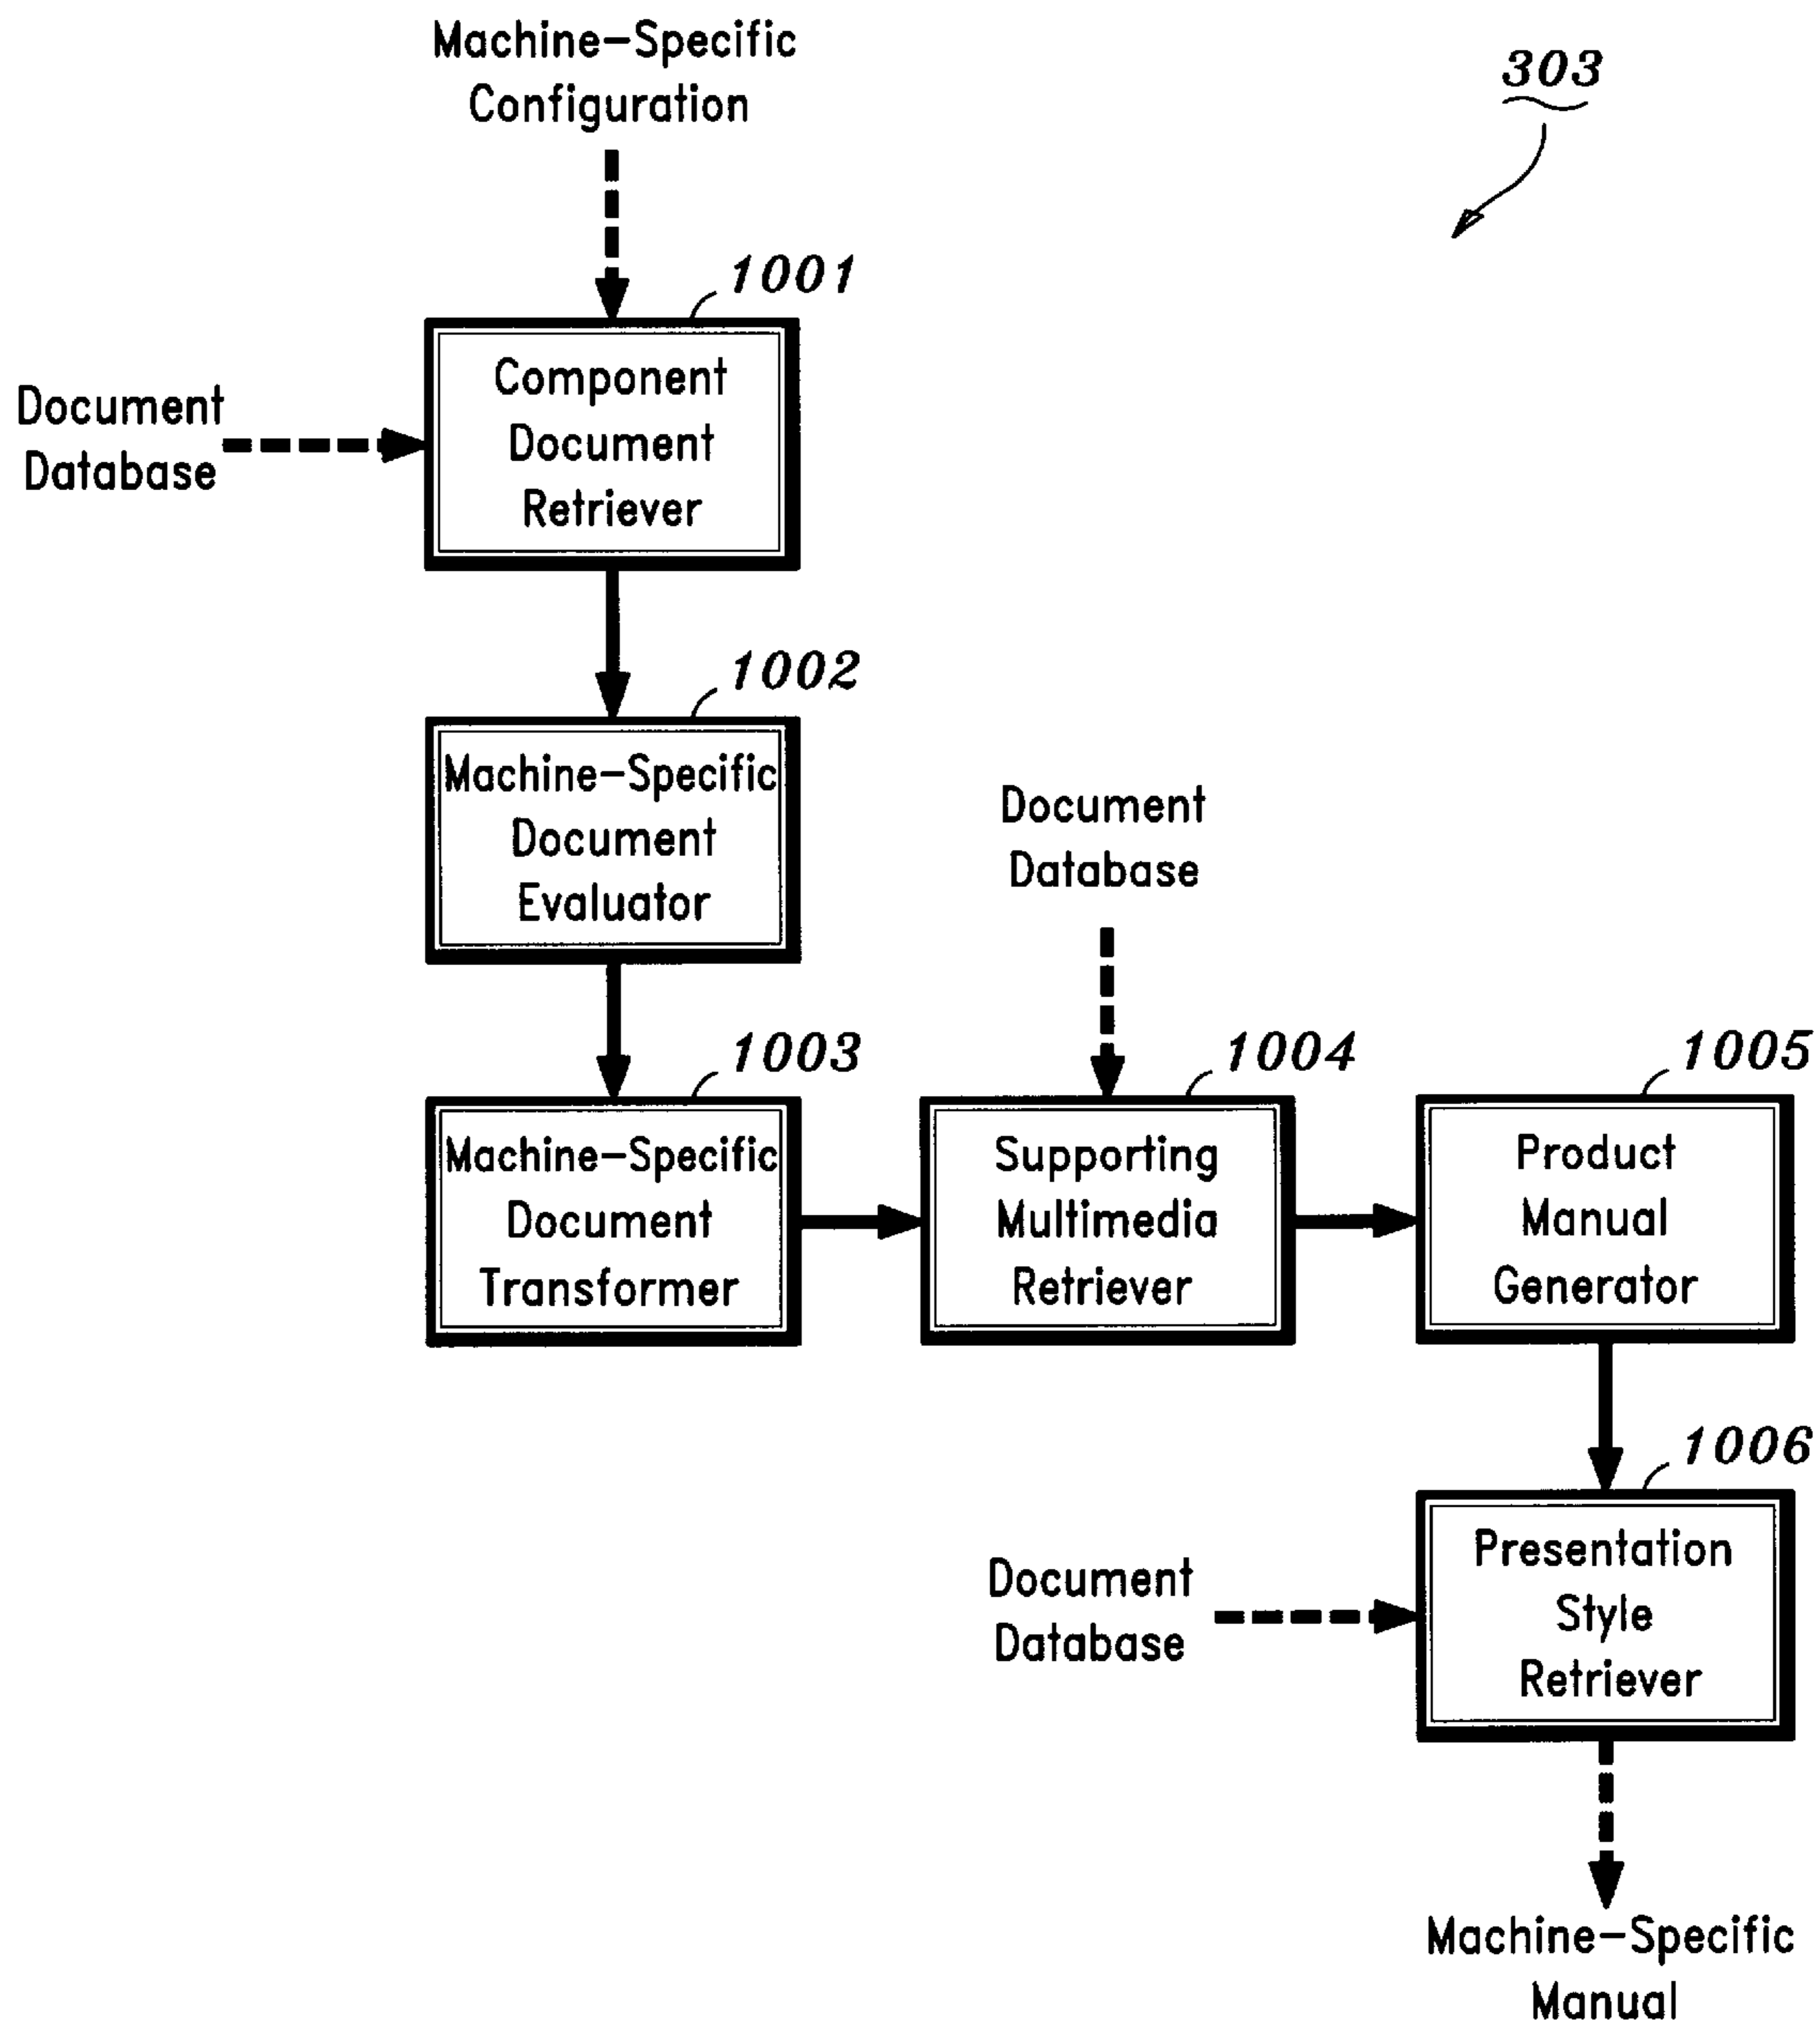 Machine-Specific
Configuration
303
1001
Component
Document
Retriever
Document
Database
1002
Machine-Specific
Document
Evaluator
Document
Database
1003
Machine-Specific
Document
Transformer
1004
Supporting
Multimedia
Retriever
1005
Product
Manual
Generator
1006
Presentation
Style
Retriever
Document
Database
Machine-Specific
Manual